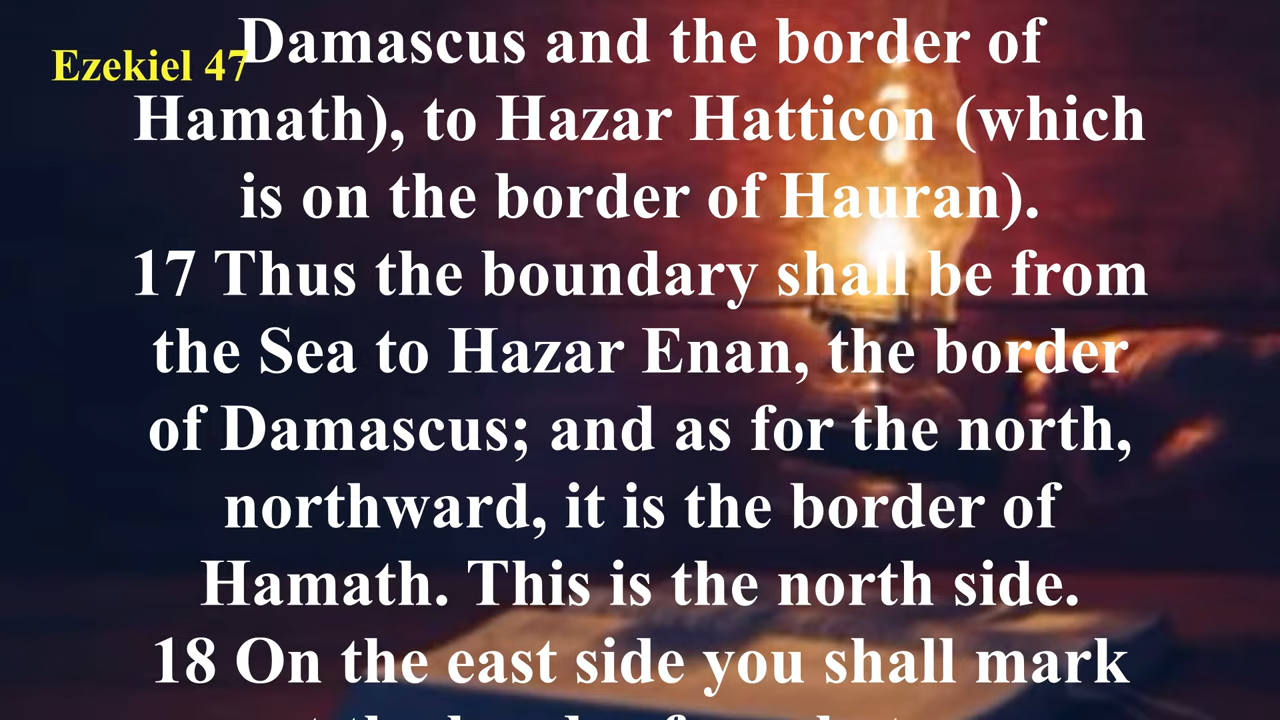 Ezekiel 47
Damascus and the border of
Hamath), to Hazar Hatticon (which
is on the border of Hauran).
17 Thus the boundary shall be from
the Sea to Hazar Enan, the border
of Damascus; and as for the north,
northward, it is the border of
Hamath. This is the north side.
18 On the east side you shall mark